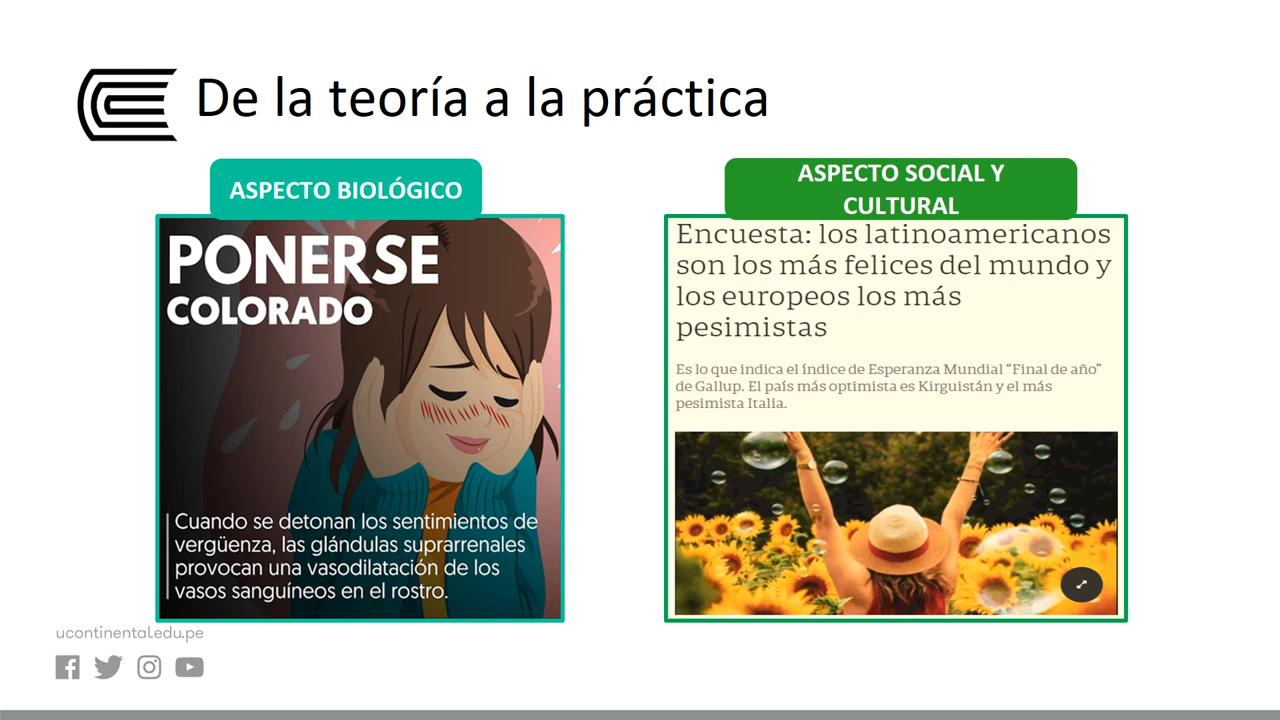 De la teoría a la práctica
ASPECTO BIOLÓGICO
PONERSE
COLORADO
Cuando se detonan los sentimientos de
vergüenza, las glándulas suprarrenales
provocan una vasodilatación de los
vasos sanguíneos en el rostro.
ASPECTO SOCIAL Y
CULTURAL
Encuesta: los latinoamericanos
son los más felices del mundo y
los europeos los más
pesimistas
Es lo que indica el índice de Esperanza Mundial “Final de año”
de Gallup. El país más optimista es Kirguistán y el más
pesimista Italia.
ucontinental.edu.pe